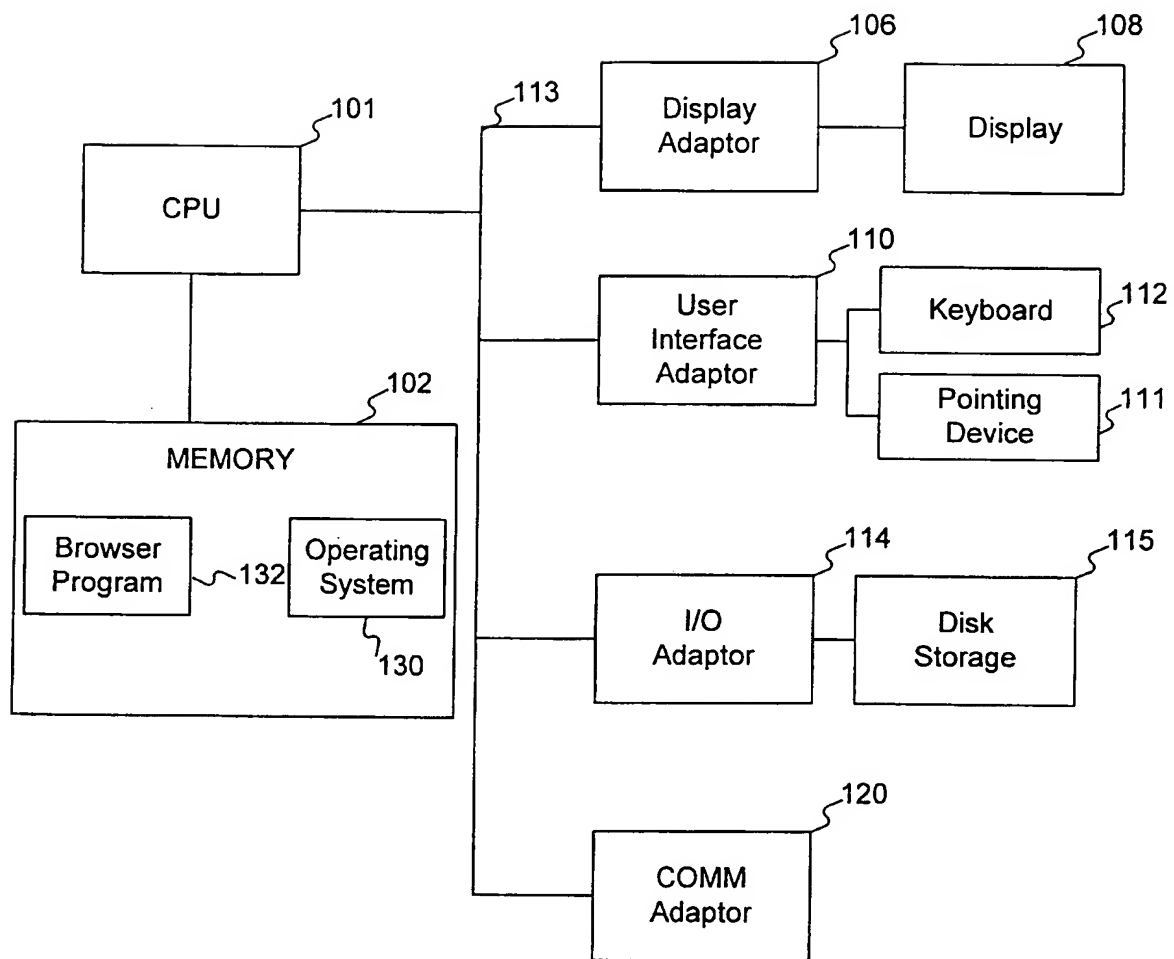 106
108
113
Display
Adaptor
Display
101
CPU
110
User
Interface
Adaptor
Keyboard
112
Pointing
Device
111
102
MEMORY
Browser
Program
132
Operating
System
130
114
I/O
Adaptor
115
Disk
Storage
120
COMM
Adaptor